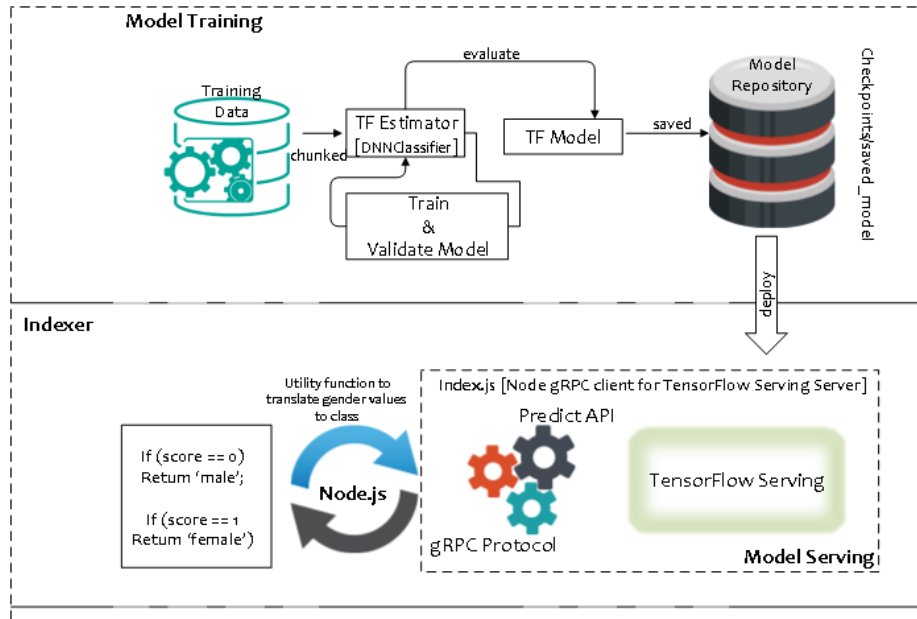 Model Training
evaluate
Training
Data
chunked
TF Estimator
[DNNClassifier]
Train
&
Validate Model
TF Model
saved
Model
Repository
Checkpoints/saved_model
deploy
Indexer
Utility function to
translate gender values
to class
If (score == 0)
Return 'male';
If (score == 1
Return 'female')
Node.js
Index.js [Node gRPC client for TensorFlow Serving Server]
Predict API
gRPC Protocol
TensorFlow Serving
Model Serving